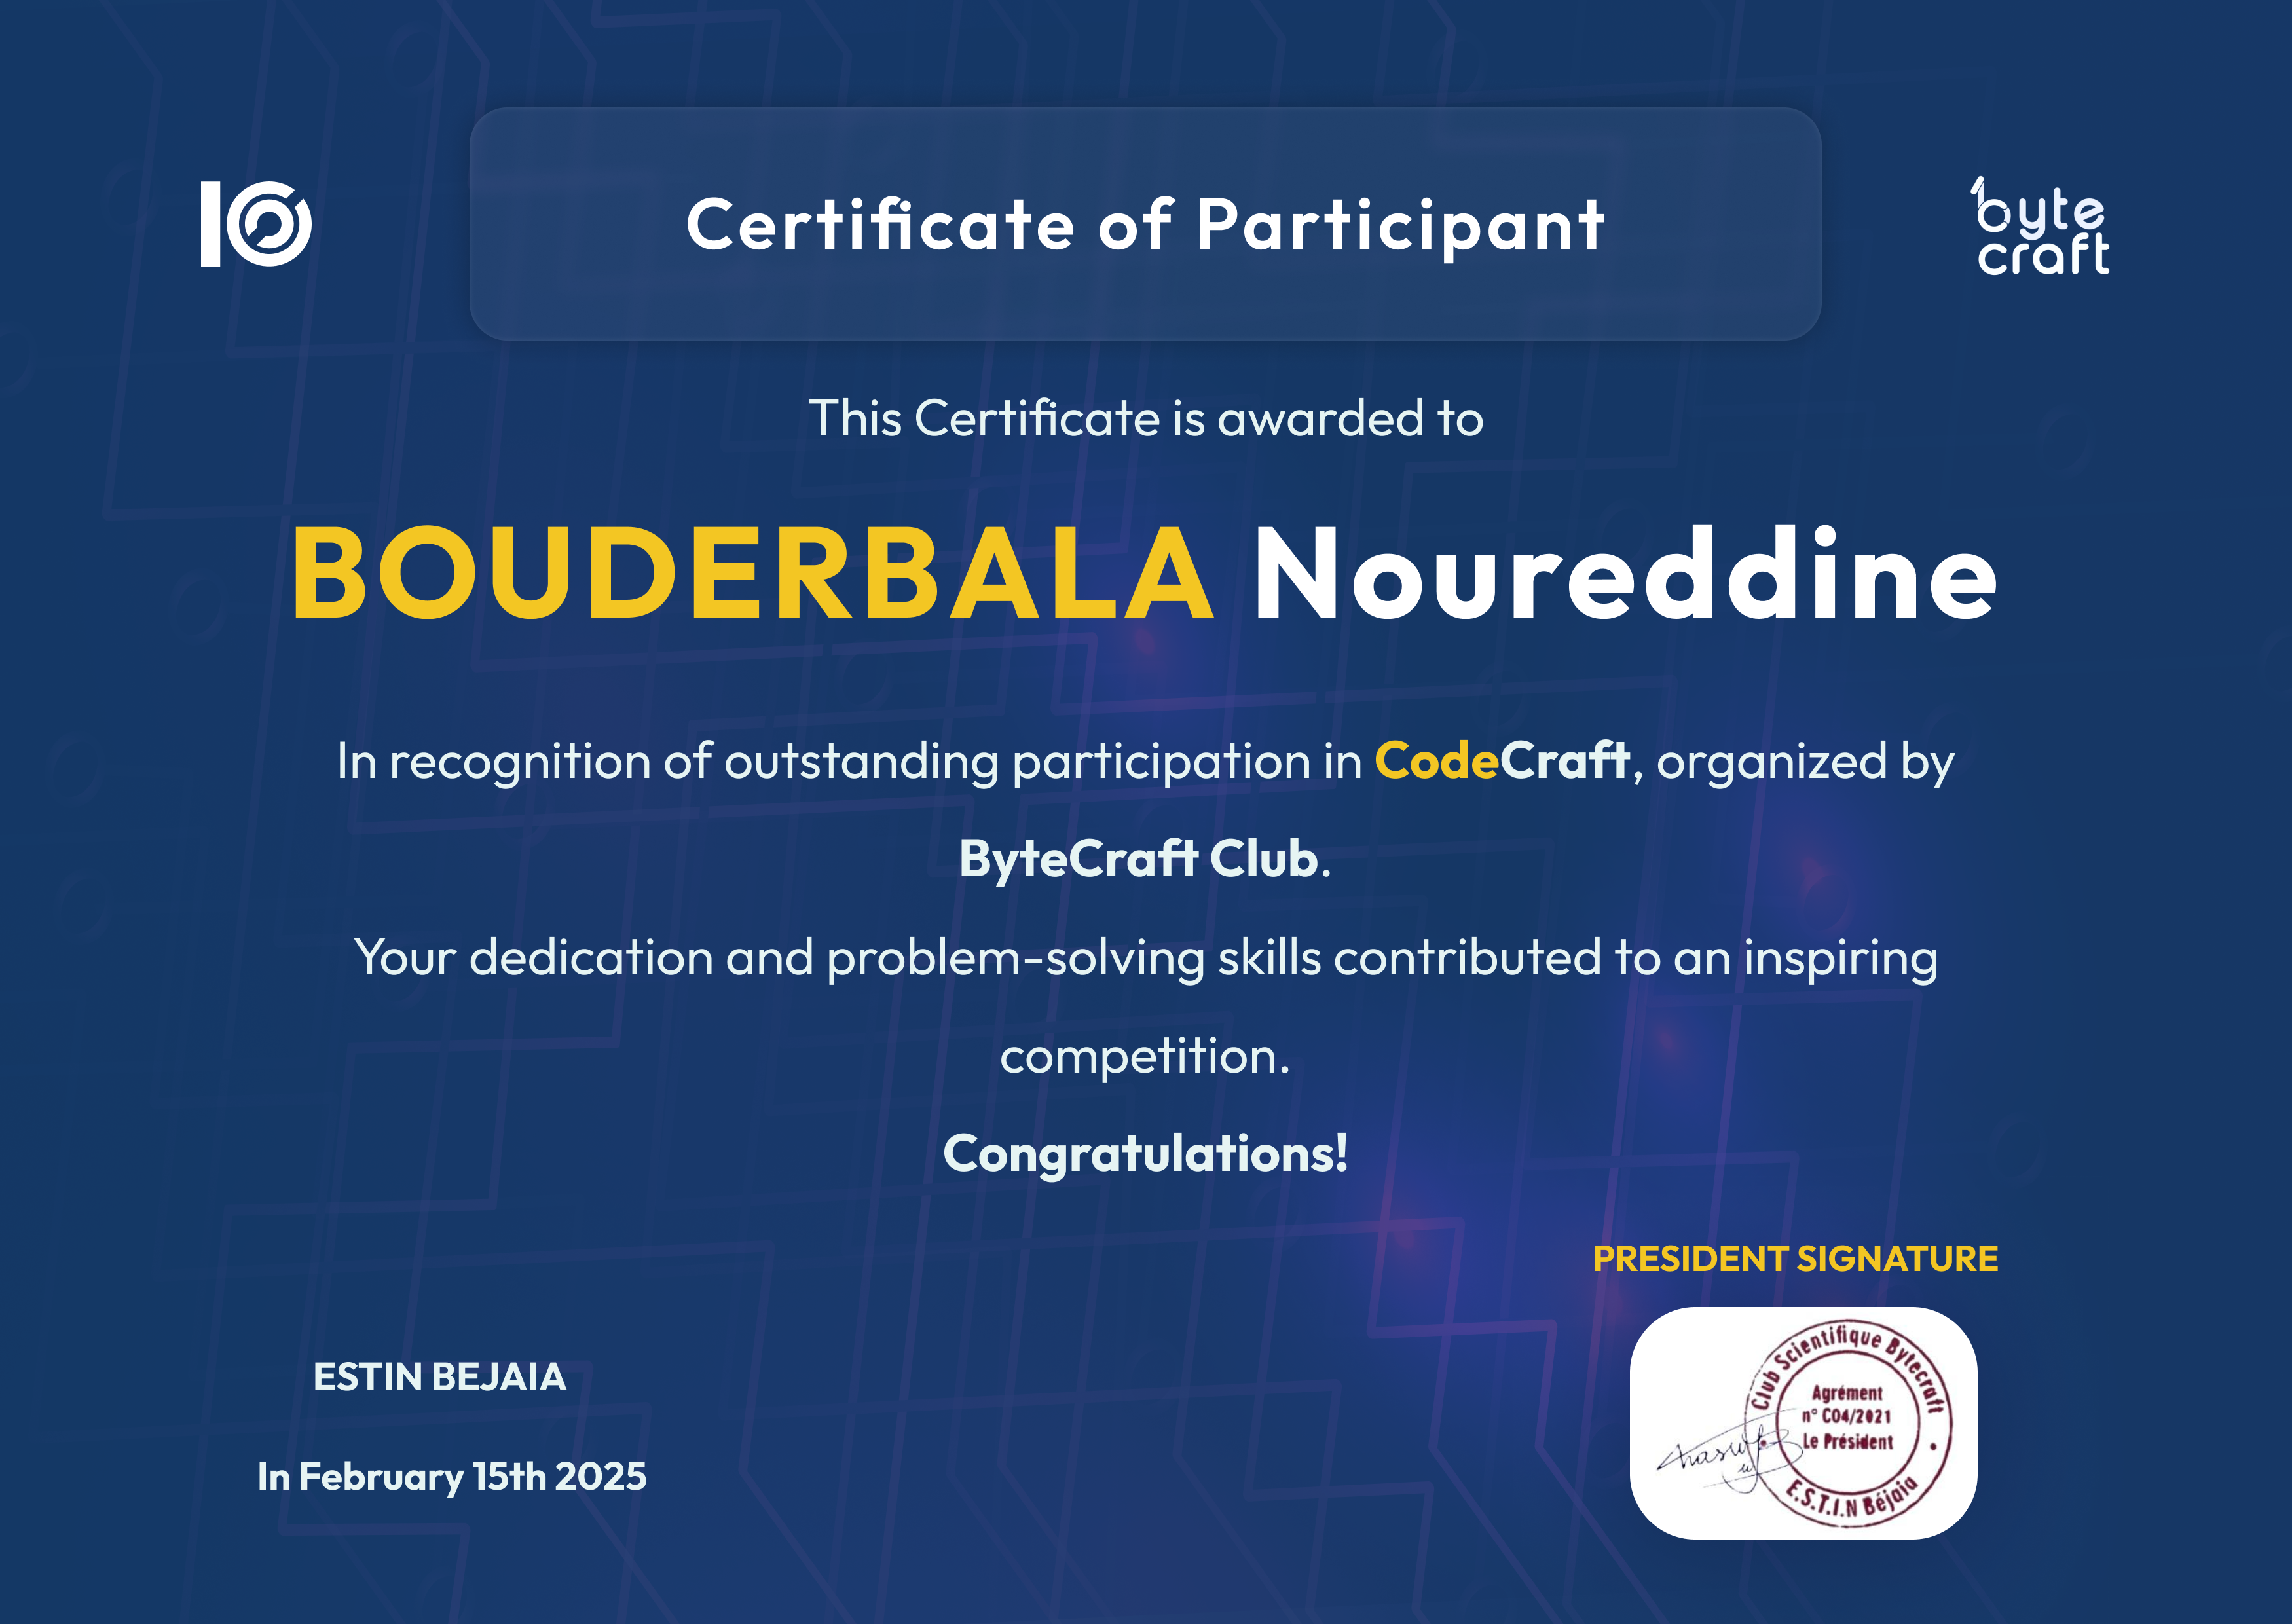 Certificate of Participant
byte
craft
This Certificate is awarded to
BOUDERBALA Noureddine
In recognition of outstanding participation in CodeCraft, organized by
ByteCraft Club.
Your dedication and problem-solving skills contributed to an inspiring
competition.
Congratulations!
PRESIDENT SIGNATURE
ESTIN BEJAIA
In February 15th 2025
Club Scientifique Bytecraft
Agrément
n° C04/2021
Le Président
E.S.T.I.N Béjaia